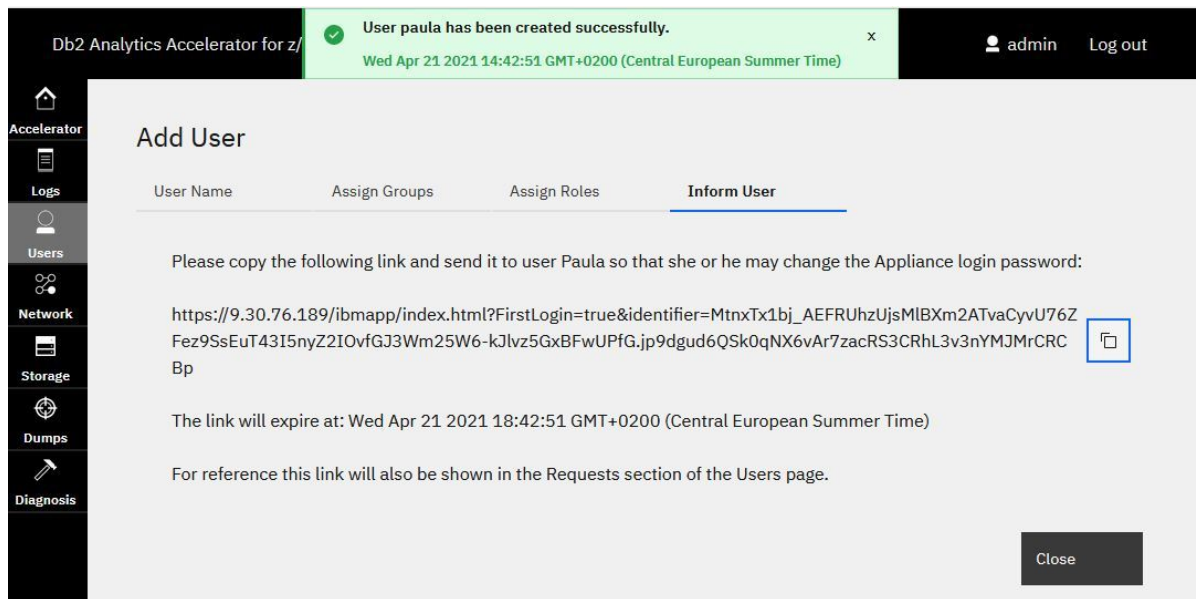 Db2 Analytics Accelerator for z/
User paula has been created successfully.
x
Wed Apr 21 2021 14:42:51 GMT+0200 (Central European Summer Time)
admin
Log out
Accelerator
Logs
Users
Network
Storage
Dumps
Diagnosis
Add User
User Name
Assign Groups
Assign Roles
Inform User
Please copy the following link and send it to user Paula so that she or he may change the Appliance login password:
https://9.30.76.189/ibmapp/index.html?FirstLogin=true&identifier=MtnxTx1bj_AEFRUhzUjsMlBXm2ATvaCyvU76Z
Fez9SsEuT43I5nyZ2IOvfGJ3Wm25W6-kJlvz5GxBFwUPfG.jp9dgud6QSk0qNX6vAr7zacRS3CRhL3v3nYMJMrCRC
Bp
The link will expire at: Wed Apr 21 2021 18:42:51 GMT+0200 (Central European Summer Time)
For reference this link will also be shown in the Requests section of the Users page.
Close